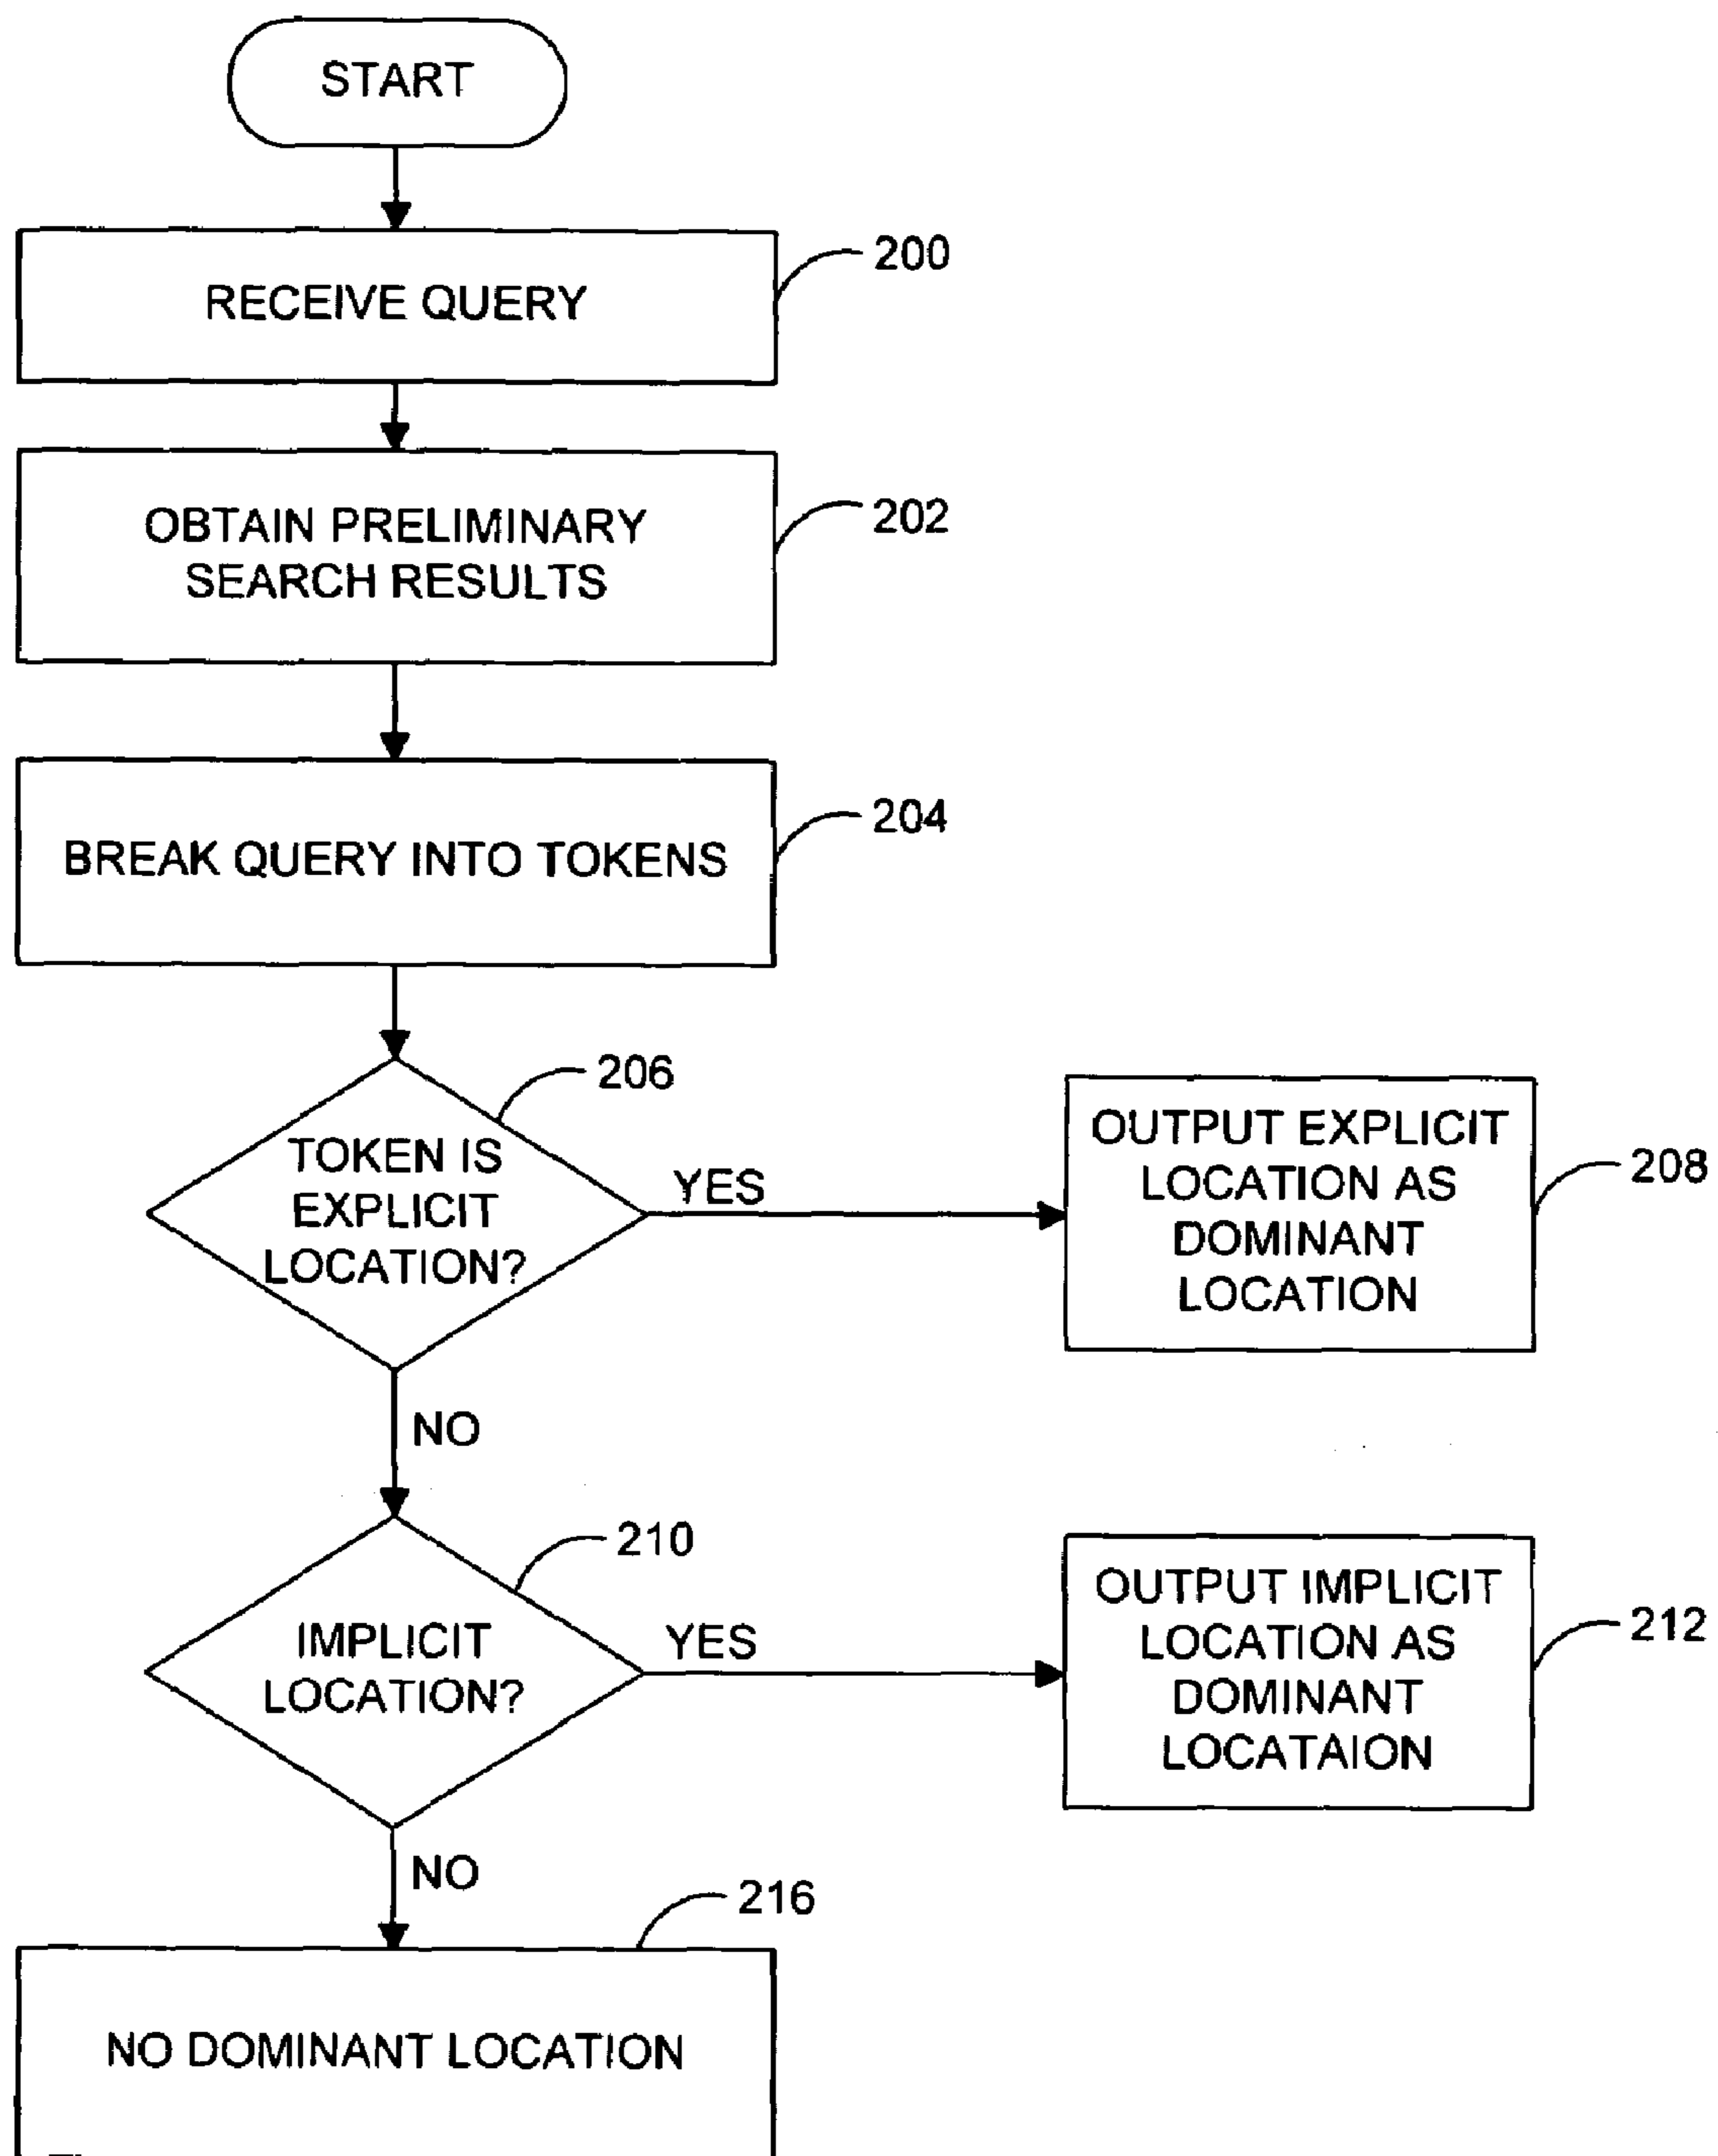 START
RECEIVE QUERY
200
OBTAIN PRELIMINARY
SEARCH RESULTS
202
BREAK QUERY INTO TOKENS
204
206
TOKEN IS
EXPLICIT
LOCATION?
YES
OUTPUT EXPLICIT
LOCATION AS
DOMINANT
LOCATION
208
NO
210
IMPLICIT
LOCATION?
YES
OUTPUT IMPLICIT
LOCATION AS
DOMINANT
LOCATAION
212
NO
216
NO DOMINANT LOCATION